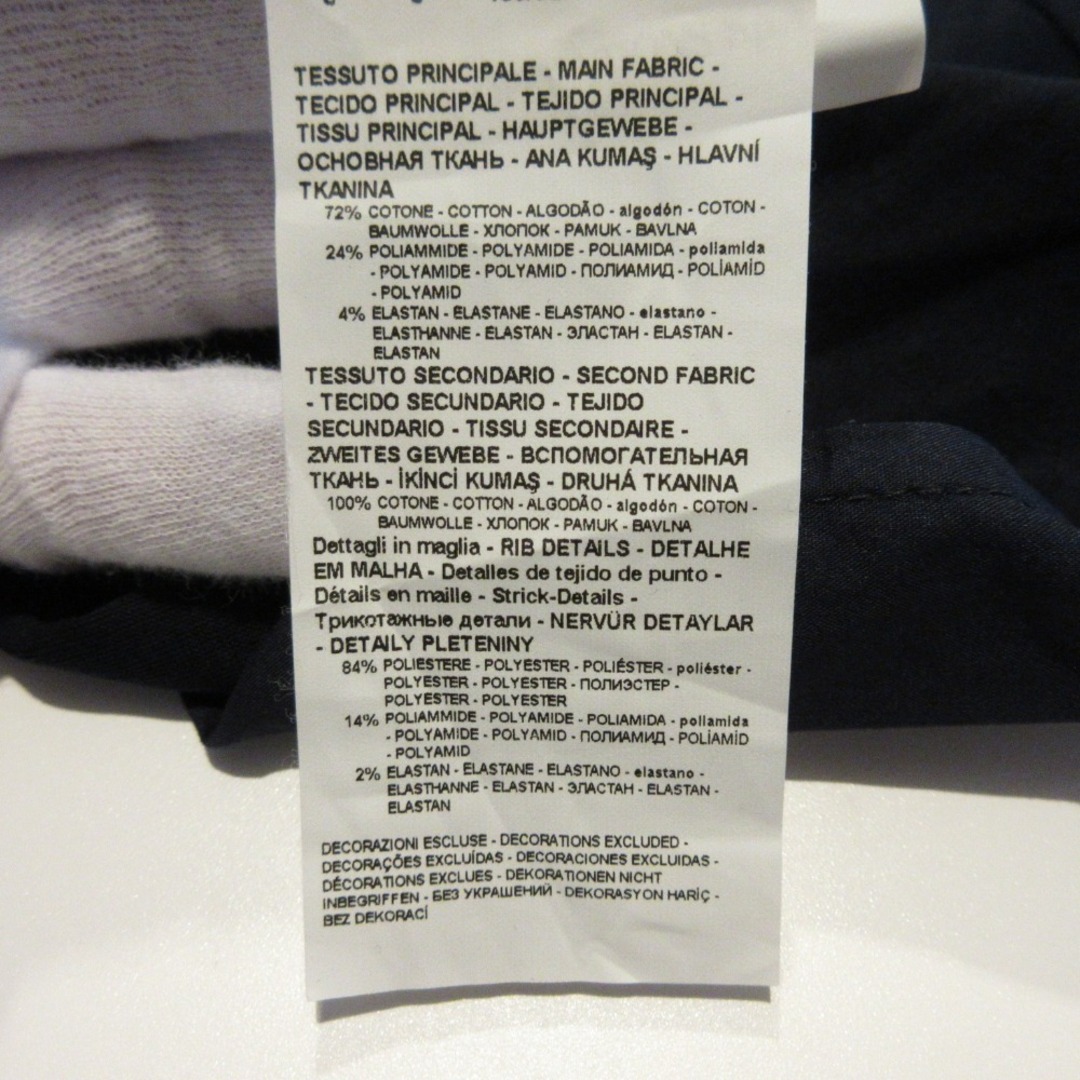 TESSUTO PRINCIPALE - MAIN FABRIC -
TECIDO PRINCIPAL - TEJIDO PRINCIPAL -
TISSU PRINCIPAL - HAUPTGEWEBE -
ОСНОВНАЯ ТКАНЬ - ANA KUMAŞ - HLAVNÍ
TKANINA
72% COTONE - COTTON - ALGODÃO - algodón - COTON -
BAUMWOLLE - ХЛОПОК - PAMUK - BAVLNA
24% POLIAMMIDE - POLYAMIDE - POLIAMIDA - poliamida
- POLYAMIDE - POLYAMID - ПОЛИАМИД - POLİAMİD
- POLYAMID
4% ELASTAN - ELASTANE - ELASTANO - elastano -
ELASTHANNE - ELASTAN - ЭЛАСТАН - ELASTAN -
ELASTAN
TESSUTO SECONDARIO - SECOND FABRIC
- TECIDO SECUNDARIO - TEJIDO
SECUNDARIO - TISSU SECONDAIRE -
ZWEITES GEWEBE - ВСПОМОГАТЕЛЬНАЯ
ТКАНЬ - İKİNCİ KUMAŞ - DRUHÁ TKANINA
100% COTONE - COTTON - ALGODÃO - algodón - COTON -
BAUMWOLLE - ХЛОПОК - PAMUK - BAVLNA
Dettagli in maglia - RIB DETAILS - DETALHE
EM MALHA - Detalles de tejido de punto -
Détails en maille - Strick-Details -
Трикотажные детали - NERVÜR DETAYLAR
- DETAILY PLETENINY
84% POLIESTERE - POLYESTER - POLIÉSTER - poliéster -
POLYESTER - POLYESTER - ПОЛИЭСТЕР -
POLYESTER - POLYESTER
14% POLIAMMIDE - POLYAMIDE - POLIAMIDA - poliamida
- POLYAMIDE - POLYAMID - ПОЛИАМИД - POLİAMİD
- POLYAMID
2% ELASTAN - ELASTANE - ELASTANO - elastano -
ELASTHANNE - ELASTAN - ЭЛАСТАН - ELASTAN -
ELASTAN
DECORAZIONI ESCLUSE - DECORATIONS EXCLUDED -
DECORAÇÕES EXCLUÍDAS - DECORACIONES EXCLUIDAS -
DÉCORATIONS EXCLUES - DEKORATIONEN NICHT
INBEGRIFFEN - БЕЗ УКРАШЕНИЙ - DEKORASYON HARİÇ -
BEZ DEKORACÍ